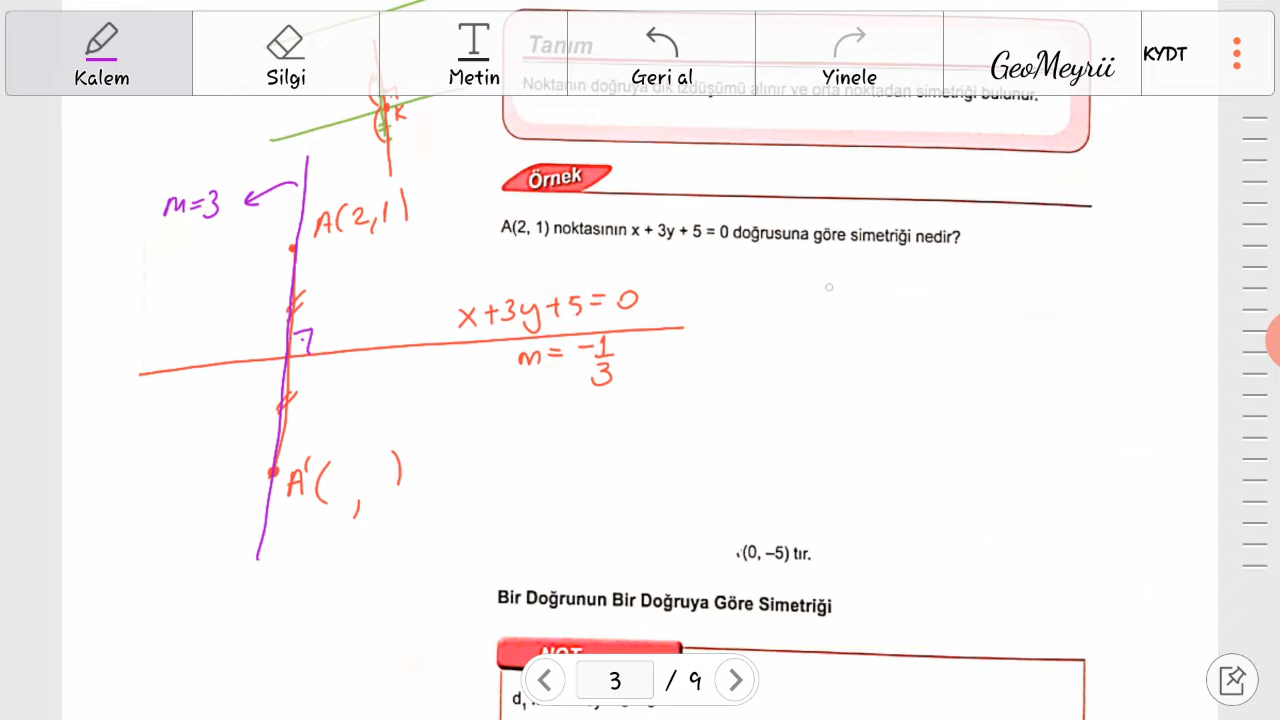 Kalem
Silgi
Metin
Geri al
Yinele
GeoMeyrii
KYDT
Tanım
Noktanın doğruya dik izdüşümü alınır ve orta noktadan simetriği bulunur.
K
Örnek
m=3
A(2,1)
A(2, 1) noktasının x + 3y + 5 = 0 doğrusuna göre simetriği nedir?
x+3y+5=0
m= -1/3
A'( , )
(0, –5) tır.
Bir Doğrunun Bir Doğruya Göre Simetriği
NOT
3 / 9